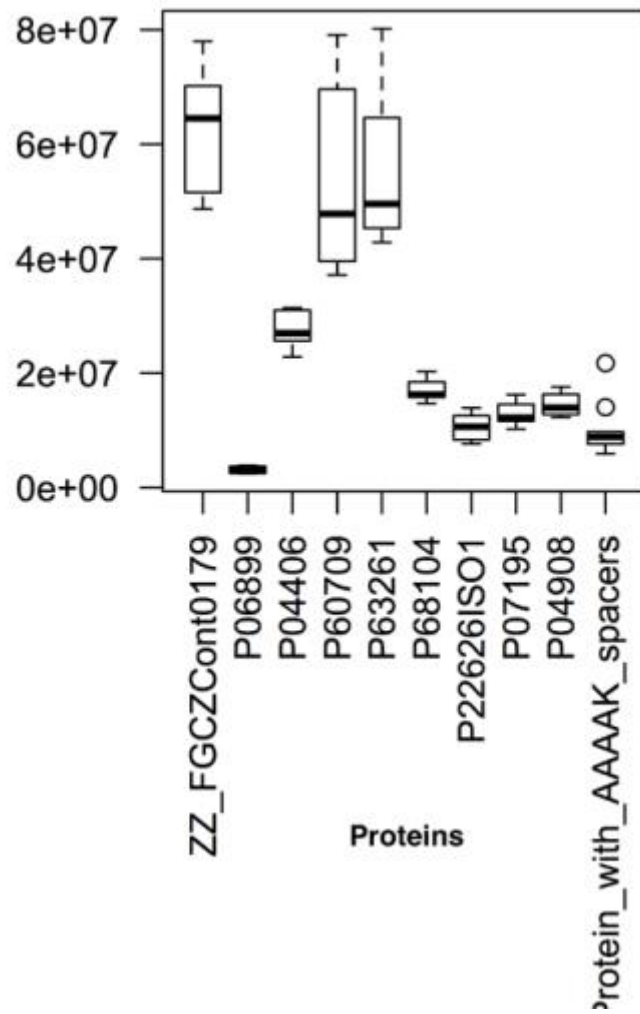 8e+07
6e+07
4e+07
2e+07
0e+00
ZZ_FGCZCont0179
P06899
P04406
P60709
P63261
P68104
P22626ISO1
P07195
P04908
Protein_with_AAAAK_spacers
Proteins